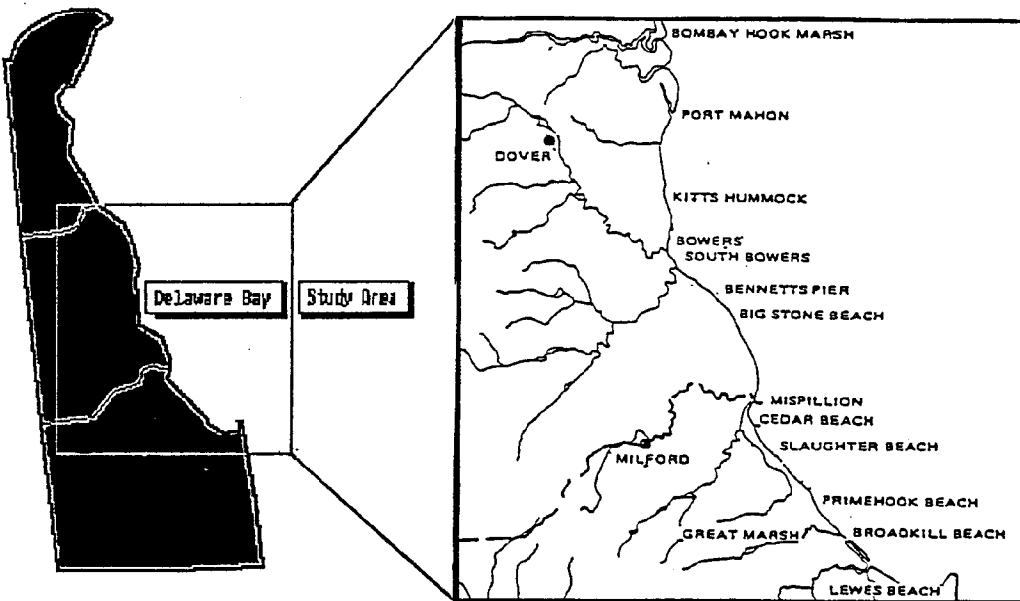 BOMBAY HOOK MARSH
PORT MAHON
DOVER
KITTS HUMMOCK
BOWERS
SOUTH BOWERS
Delaware Bay
Study Area
BENNETTS PIER
BIG STONE BEACH
MISPILLION
CEDAR BEACH
SLAUGHTER BEACH
MILFORD
PRIMEHOOK BEACH
GREAT MARSH
BROADKILL BEACH
LEWES BEACH